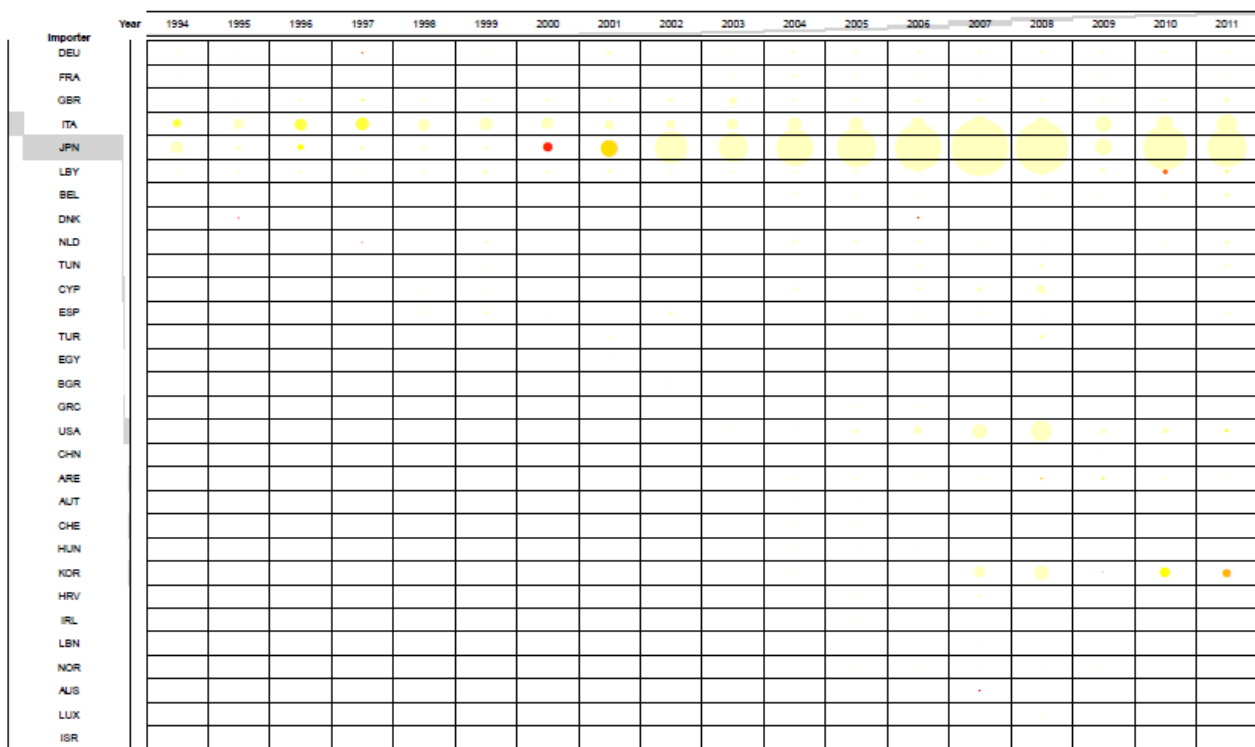 Year 1994 1995 1996 1997 1998 1999 2000 2001 2002 2003 2004 2005 2006 2007 2008 2009 2010 2011
Importer
DEU
FRA
GBR
ITA
JPN
LBY
BEL
DNK
NLD
TUN
CYP
ESP
TUR
EGY
BGR
GRC
USA
CHN
ARE
AUT
CHE
HUN
KOR
HRV
IRL
LBN
NOR
AUS
LUX
ISR